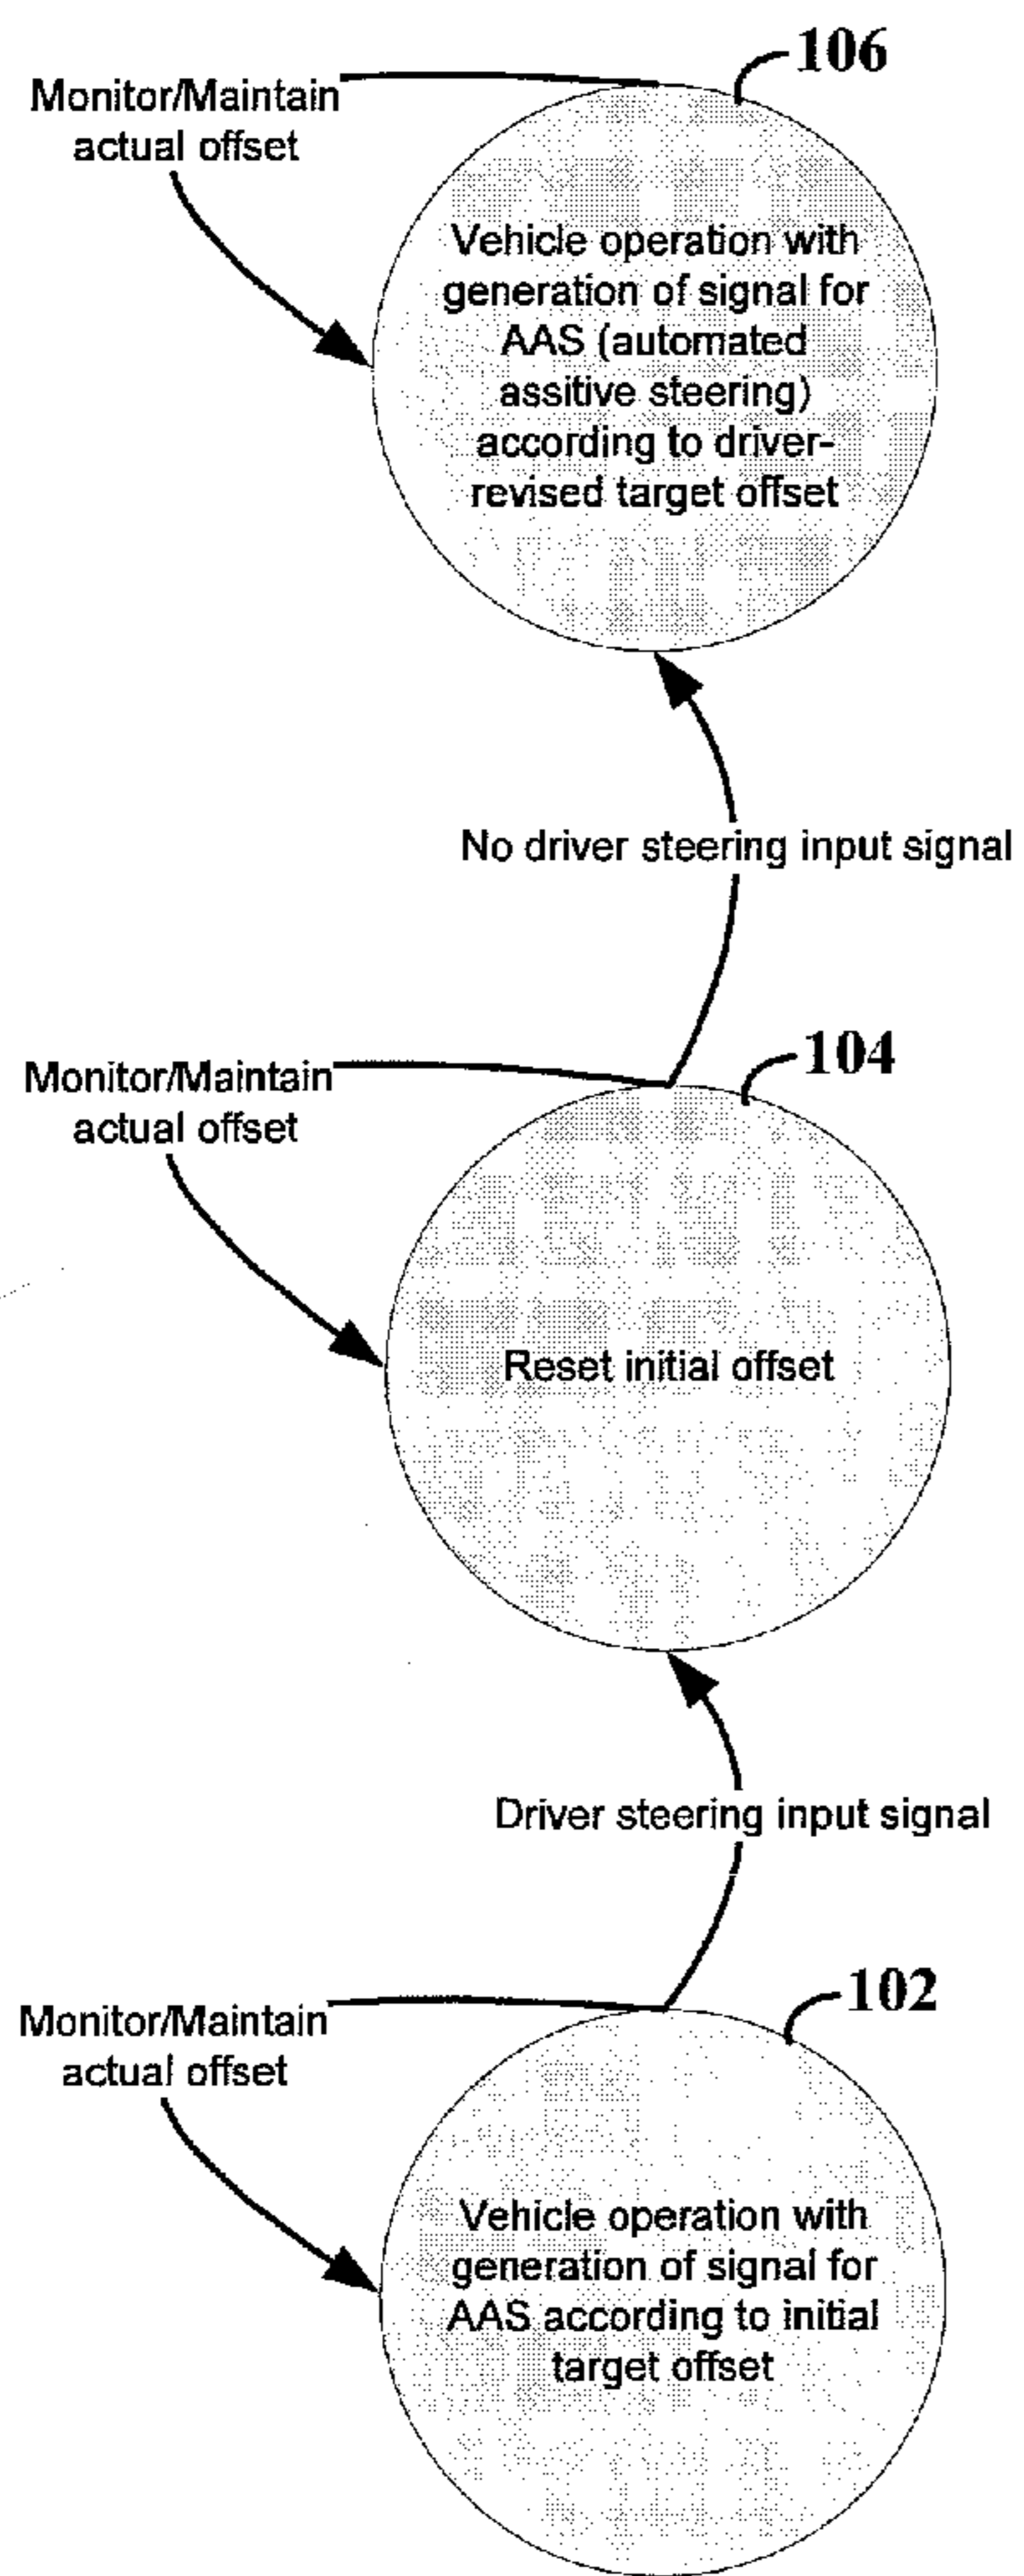 106
Monitor/Maintain
actual offset
Vehicle operation with
generation of signal for
AAS (automated
assitive steering)
according to driver-
revised target offset
No driver steering input signal
104
Monitor/Maintain
actual offset
Reset initial offset
Driver steering input signal
102
Monitor/Maintain
actual offset
Vehicle operation with
generation of signal for
AAS according to initial
target offset